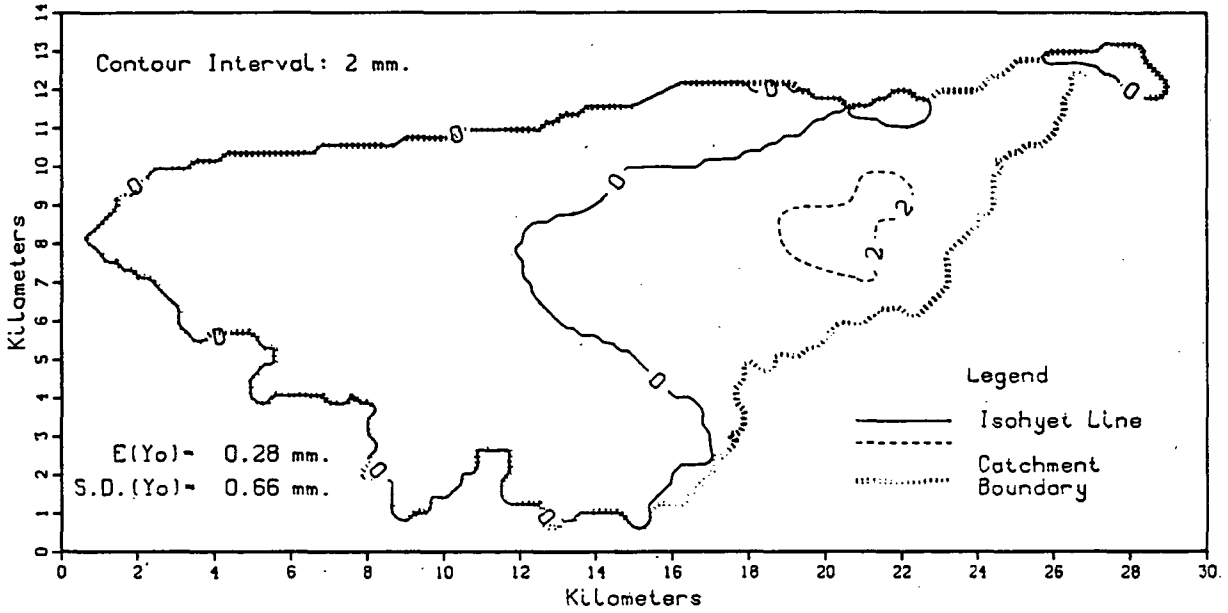 Contour Interval: 2 mm.
14
13
12
11
10
9
8
7
6
5
4
3
2
1
0
Kilometers
0
0
0
0
0
0
0
0
0
0
2
2
E(Yo)= 0.28 mm.
S.D.(Yo)= 0.66 mm.
Legend
Isohyet Line
Catchment
Boundary
0 2 4 6 8 10 12 14 16 18 20 22 24 26 28 30.
Kilometers